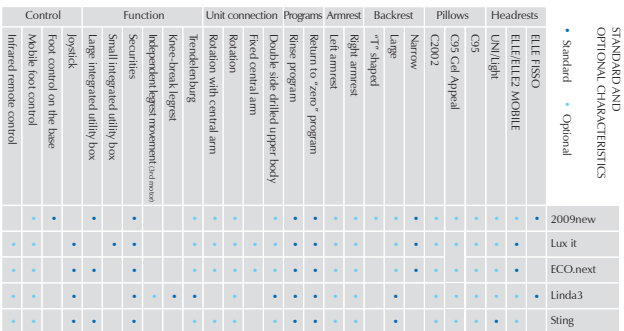 STANDARD AND
OPTIONAL CHARACTERISTICS
• Standard • Optional
Control
Function
Unit connection
Programs
Armrest
Backrest
Pillows
Headrests
Infrared remote control
Mobile foot control
Foot control on the base
Joystick
Large integrated utility box
Small integrated utility box
Securities
Independent legrest movement (3rd motor)
Knee-break legrest
Trendelenburg
Rotation with central arm
Rotation
Fixed central arm
Double side drilled upper body
Rinse program
Return to "zero" program
Left armrest
Right armrest
"T" shaped
Large
Narrow
C2002
C95 Gel Appeal
C95
UNI/Light
ELLE/ELLE2 MOBILE
ELLE FISSO
2009new
Lux it
ECO.next
Linda3
Sting